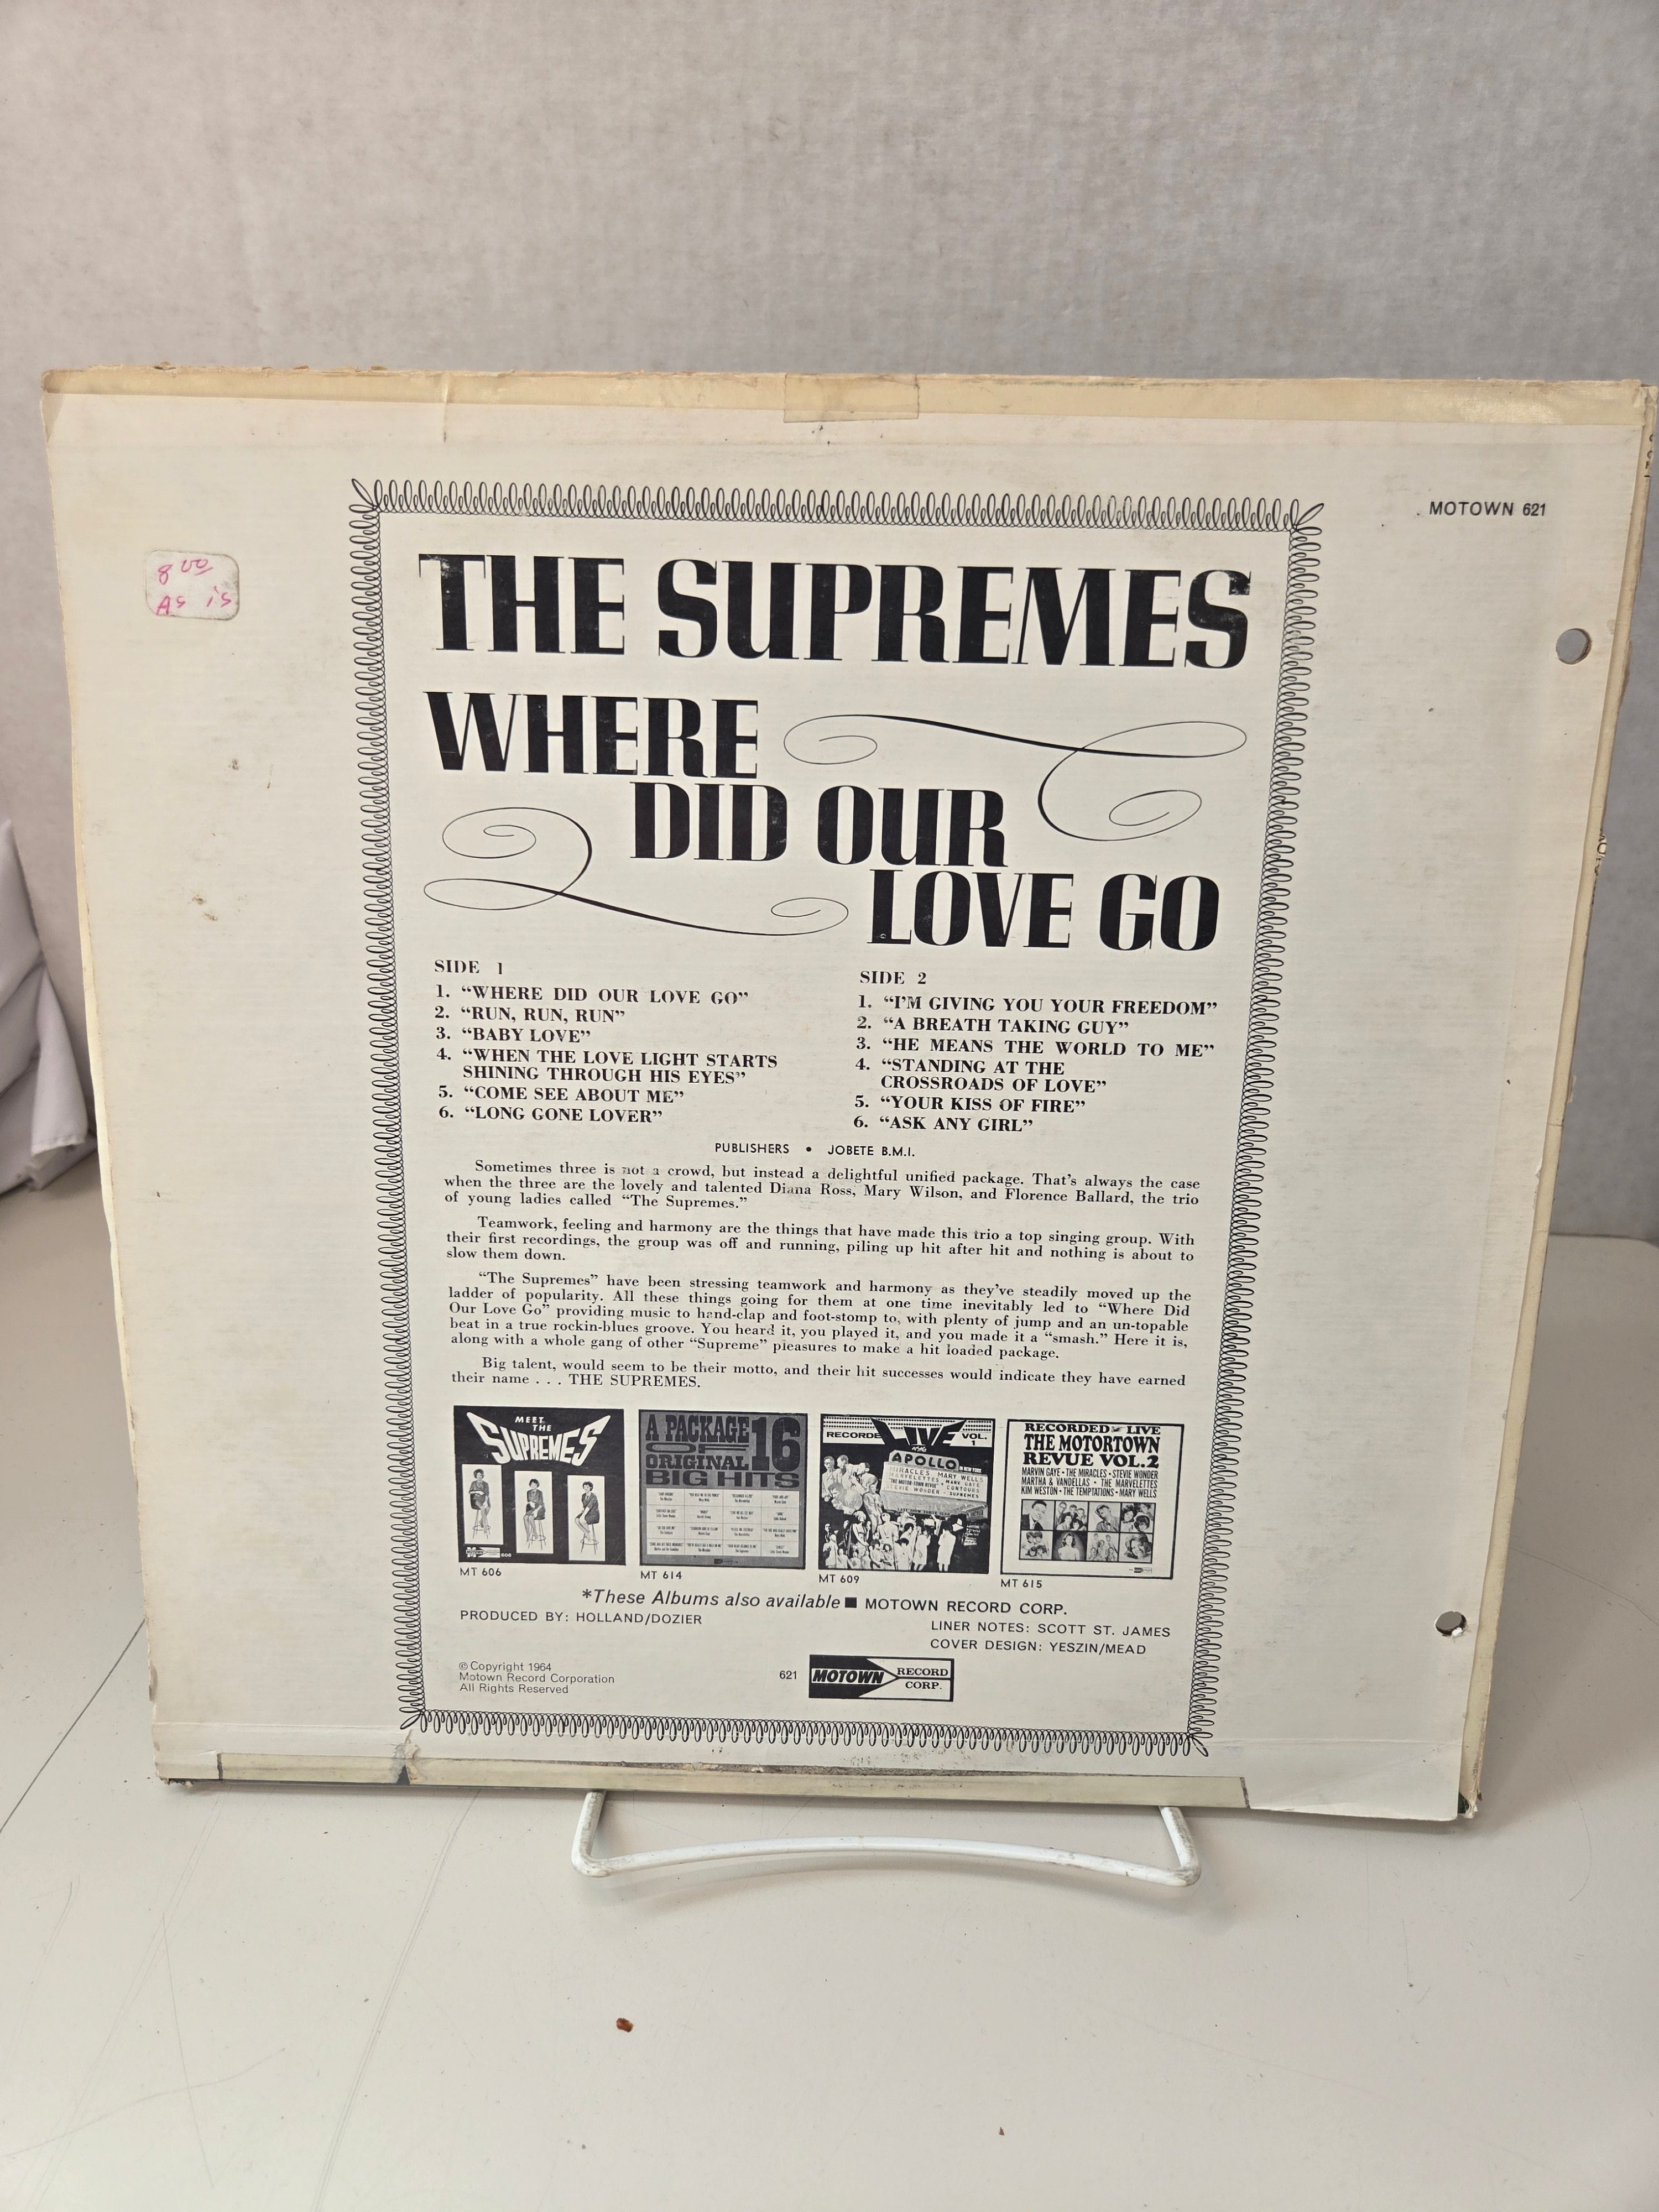 MOTOWN 621
8 00
As is
THE SUPREMES
WHERE
DID OUR
LOVE GO
SIDE 1
1. “WHERE DID OUR LOVE GO”
2. “RUN, RUN, RUN”
3. “BABY LOVE”
4. “WHEN THE LOVE LIGHT STARTS
SHINING THROUGH HIS EYES”
5. “COME SEE ABOUT ME”
6. “LONG GONE LOVER”
SIDE 2
1. “I’M GIVING YOU YOUR FREEDOM”
2. “A BREATH TAKING GUY”
3. “HE MEANS THE WORLD TO ME”
4. “STANDING AT THE
CROSSROADS OF LOVE”
5. “YOUR KISS OF FIRE”
6. “ASK ANY GIRL”
PUBLISHERS • JOBETE B.M.I.
Sometimes three is not a crowd, but instead a delightful unified package. That’s always the case
when the three are the lovely and talented Diana Ross, Mary Wilson, and Florence Ballard, the trio
of young ladies called “The Supremes.”
Teamwork, feeling and harmony are the things that have made this trio a top singing group. With
their first recordings, the group was off and running, piling up hit after hit and nothing is about to
slow them down.
“The Supremes” have been stressing teamwork and harmony as they’ve steadily moved up the
ladder of popularity. All these things going for them at one time inevitably led to “Where Did
Our Love Go” providing music to hand-clap and foot-stomp to, with plenty of jump and an un-topable
beat in a true rockin-blues groove. You heard it, you played it, and you made it a “smash.” Here it is,
along with a whole gang of other “Supreme” pleasures to make a hit loaded package.
Big talent, would seem to be their motto, and their hit successes would indicate they have earned
their name . . . THE SUPREMES.
MEET
THE
SUPREMES
MT 606
A PACKAGE
OF 16
ORIGINAL
BIG HITS
MT 614
RECORDED LIVE VOL. 1
APOLLO
MIRACLES MARY WELLS
MT 609
RECORDED LIVE
THE MOTORTOWN
REVUE VOL.2
MARVIN GAYE • THE MIRACLES • STEVIE WONDER
MARTHA & VANDELLAS • THE MARVELETTES
KIM WESTON • THE TEMPTATIONS • MARY WELLS
MT 615
*These Albums also available ■ MOTOWN RECORD CORP.
PRODUCED BY: HOLLAND/DOZIER
LINER NOTES: SCOTT ST. JAMES
COVER DESIGN: YESZIN/MEAD
© Copyright 1964
Motown Record Corporation
All Rights Reserved
621
MOTOWN RECORD
CORP.